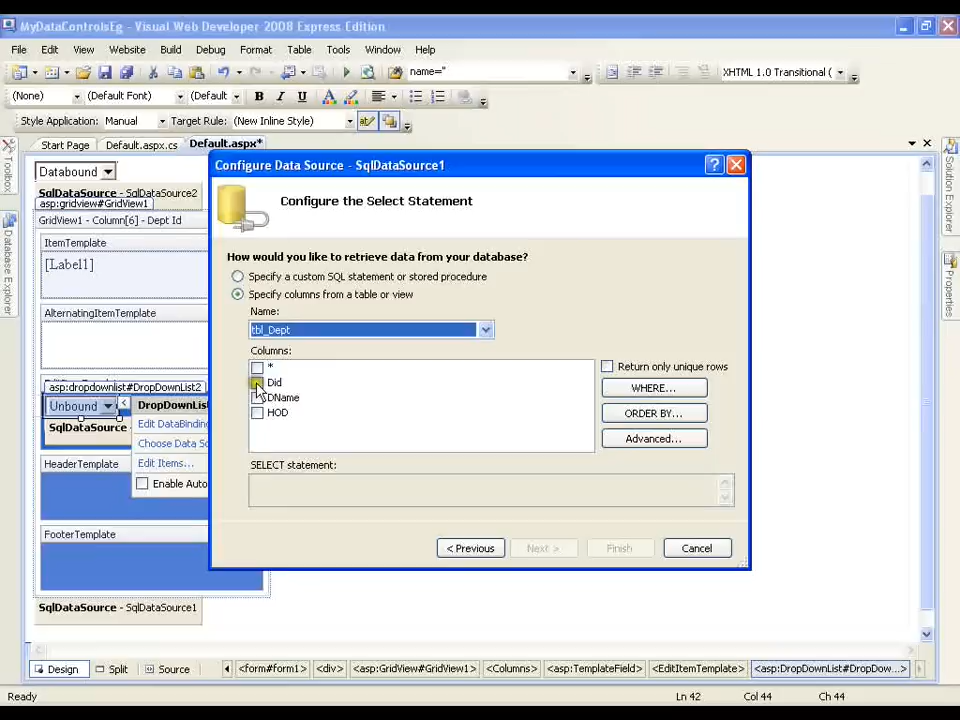 MyDataControlsEg - Visual Web Developer 2008 Express Edition
File Edit View Website Build Debug Format Table Tools Window Help
name=" XHTML 1.0 Transitional (
(None) (Default Font) (Default B I U A
Style Application: Manual Target Rule: (New Inline Style)
Start Page Default.aspx.cs Default.aspx*
Toolbox
Database Explorer
Solution Explorer
Properties
Databound
SqlDataSource - SqlDataSource2
asp:gridview#GridView1
GridView1 - Column[6] - Dept Id
ItemTemplate
[Label1]
AlternatingItemTemplate
asp:dropdownlist#DropDownList2
Unbound
DropDownList
Edit DataBinding
SqlDataSource
Choose Data So
HeaderTemplate
Edit Items...
Enable Auto
FooterTemplate
SqlDataSource - SqlDataSource1
Configure Data Source - SqlDataSource1
Configure the Select Statement
How would you like to retrieve data from your database?
Specify a custom SQL statement or stored procedure
Specify columns from a table or view
Name:
tbl_Dept
Columns:
*
Did
DName
HOD
Return only unique rows
WHERE...
ORDER BY...
Advanced...
SELECT statement:
< Previous Next > Finish Cancel
Design Split Source <form#form1> <div> <asp:GridView#GridView1> <Columns> <asp:TemplateField> <EditItemTemplate> <asp:DropDownList#DropDow...>
Ready Ln 42 Col 44 Ch 44